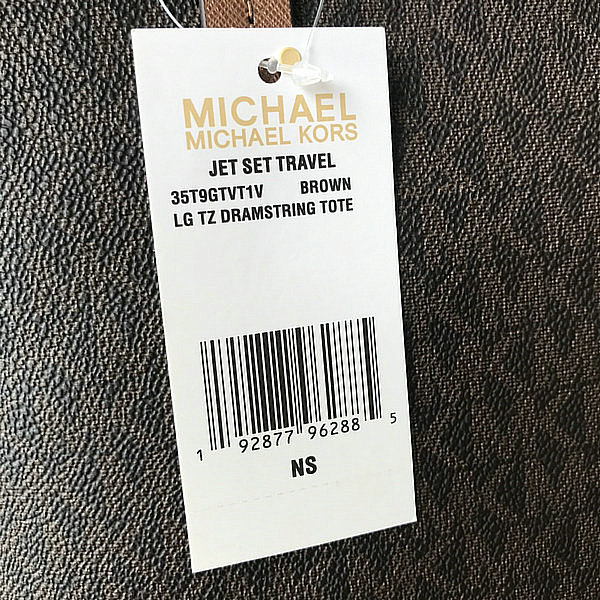 MICHAEL
MICHAEL KORS
JET SET TRAVEL
35T9GTVT1V BROWN
LG TZ DRAMSTRING TOTE
1 92877 96288 5
NS